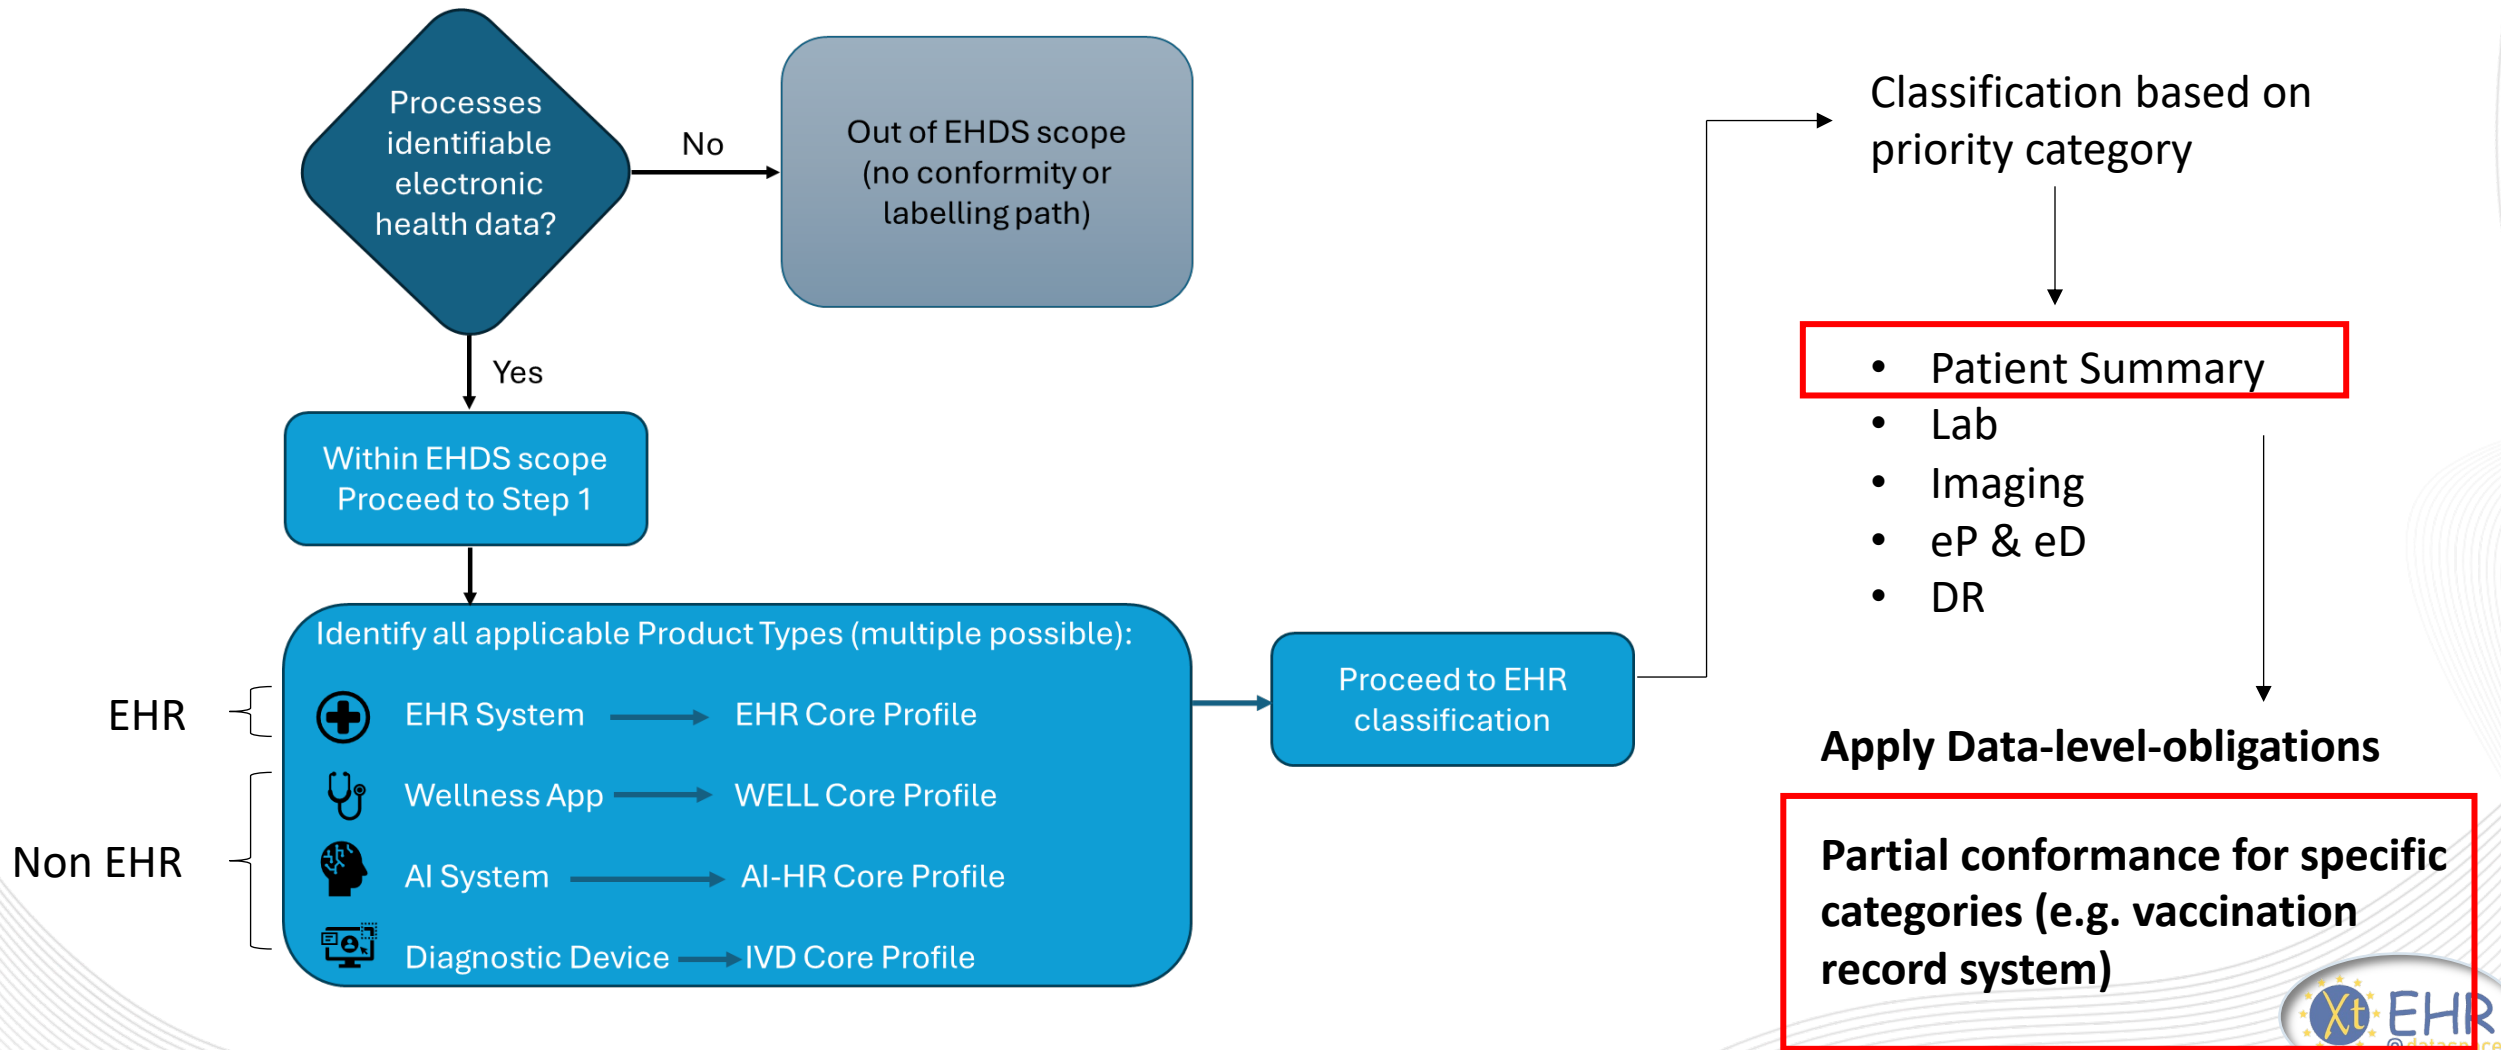 Processes
identifiable
electronic
health data?
No
Out of EHDS scope
(no conformity or
labelling path)
Yes
Within EHDS scope
Proceed to Step 1
Identify all applicable Product Types (multiple possible):
EHR
EHR System
EHR Core Profile
Wellness App
WELL Core Profile
Non EHR
AI System
AI-HR Core Profile
Diagnostic Device
IVD Core Profile
Proceed to EHR
classification
Classification based on
priority category
• Patient Summary
• Lab
• Imaging
• eP & eD
• DR
Apply Data-level-obligations
Partial conformance for specific
categories (e.g. vaccination
record system)
Xt EHR